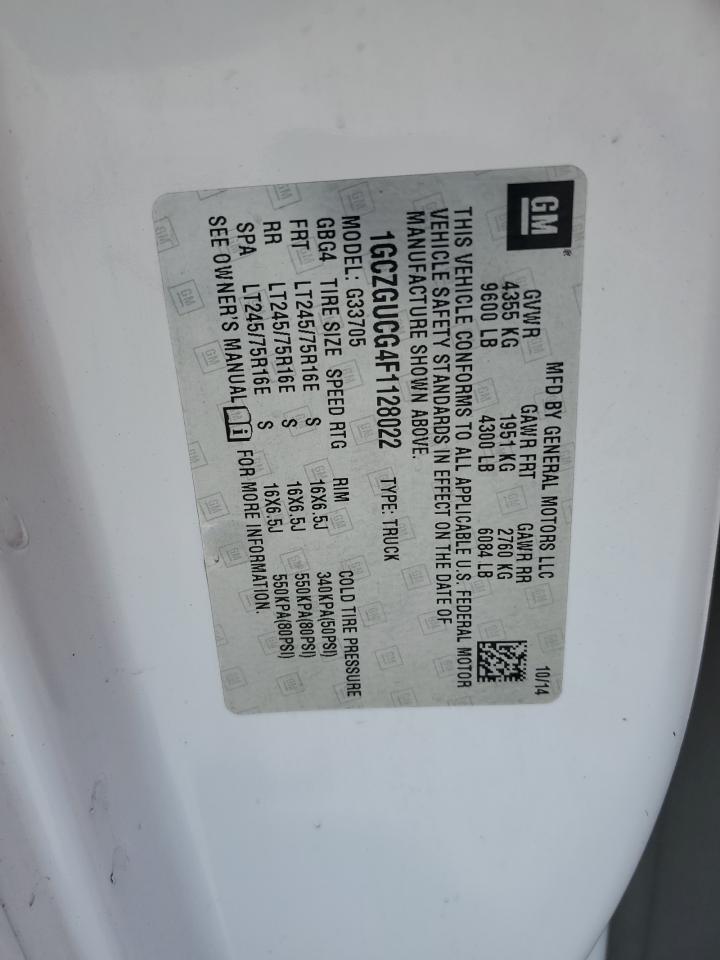 GM
MFD BY GENERAL MOTORS LLC 10/14
GVWR GAWR FRT GAWR RR
4355 KG 1951 KG 2760 KG
9600 LB 4300 LB 6084 LB
THIS VEHICLE CONFORMS TO ALL APPLICABLE U.S. FEDERAL MOTOR
VEHICLE SAFETY STANDARDS IN EFFECT ON THE DATE OF
MANUFACTURE SHOWN ABOVE.
1GCZGUCG4F1128022 TYPE: TRUCK
MODEL: G33705
GBG4 TIRE SIZE SPEED RTG RIM COLD TIRE PRESSURE
FRT LT245/75R16E S 16X6.5J 340KPA(50PSI)
RR LT245/75R16E S 16X6.5J 550KPA(80PSI)
SPA LT245/75R16E S 16X6.5J 550KPA(80PSI)
SEE OWNER'S MANUAL FOR MORE INFORMATION.